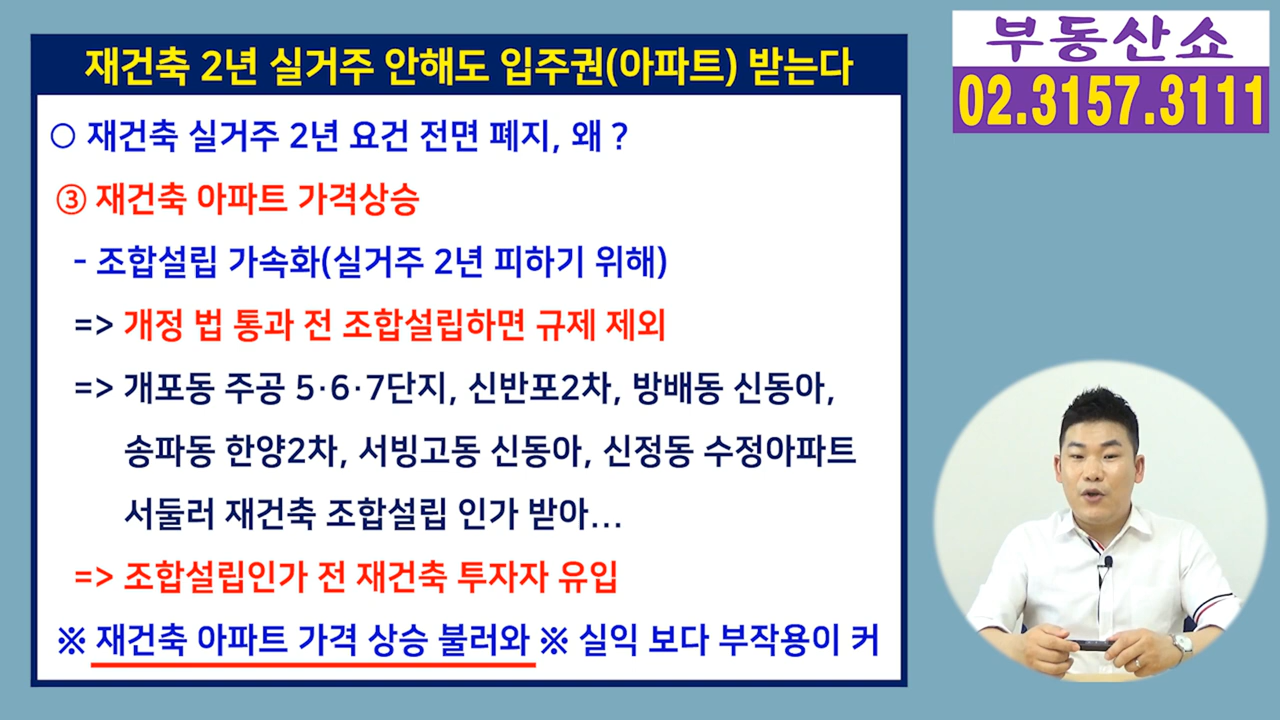 재건축 2년 실거주 안해도 입주권(아파트) 받는다
부동산쇼
02.3157.3111
○ 재건축 실거주 2년 요건 전면 폐지, 왜 ?
③ 재건축 아파트 가격상승
- 조합설립 가속화(실거주 2년 피하기 위해)
=> 개정 법 통과 전 조합설립하면 규제 제외
=> 개포동 주공 5·6·7단지, 신반포2차, 방배동 신동아,
송파동 한양2차, 서빙고동 신동아, 신정동 수정아파트
서둘러 재건축 조합설립 인가 받아...
=> 조합설립인가 전 재건축 투자자 유입
※ 재건축 아파트 가격 상승 불러와 ※ 실익 보다 부작용이 커